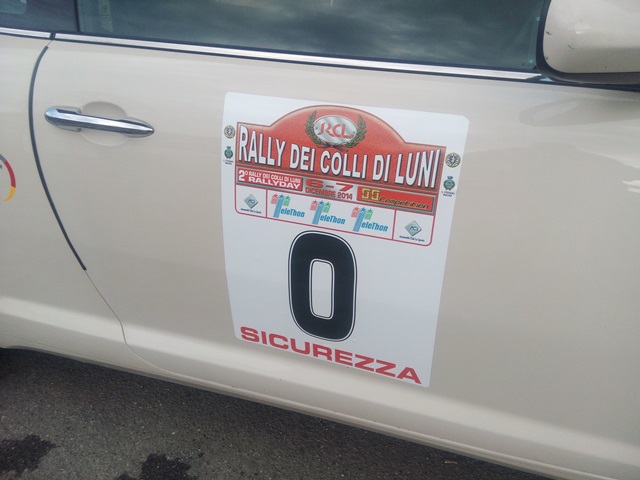 RCL
RALLY DEI COLLI DI LUNI
2° RALLY DEI COLLI DI LUNI
RALLYDAY
6-7
DICEMBRE 2014
Competition
TeleThon TeleThon TeleThon
0
SICUREZZA